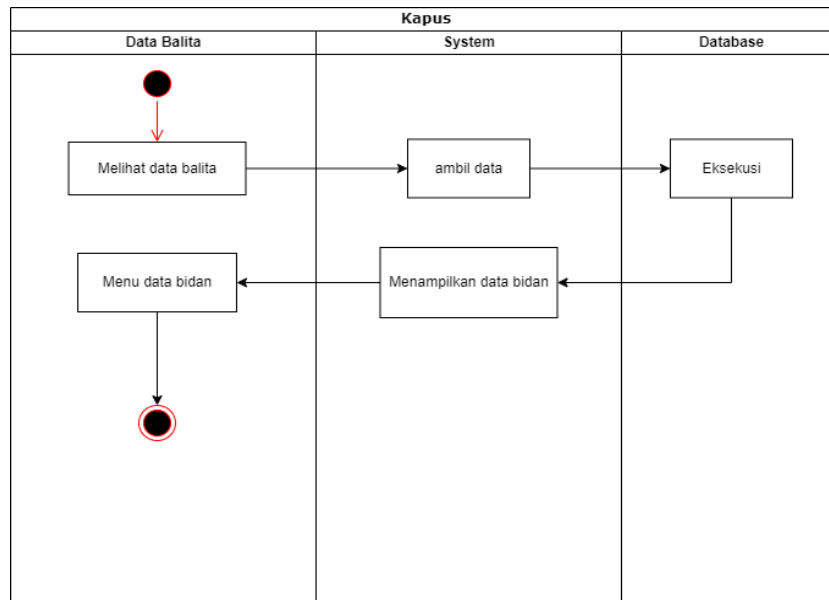 Kapus
Data Balita
System
Database
Melihat data balita
ambil data
Eksekusi
Menu data bidan
Menampilkan data bidan